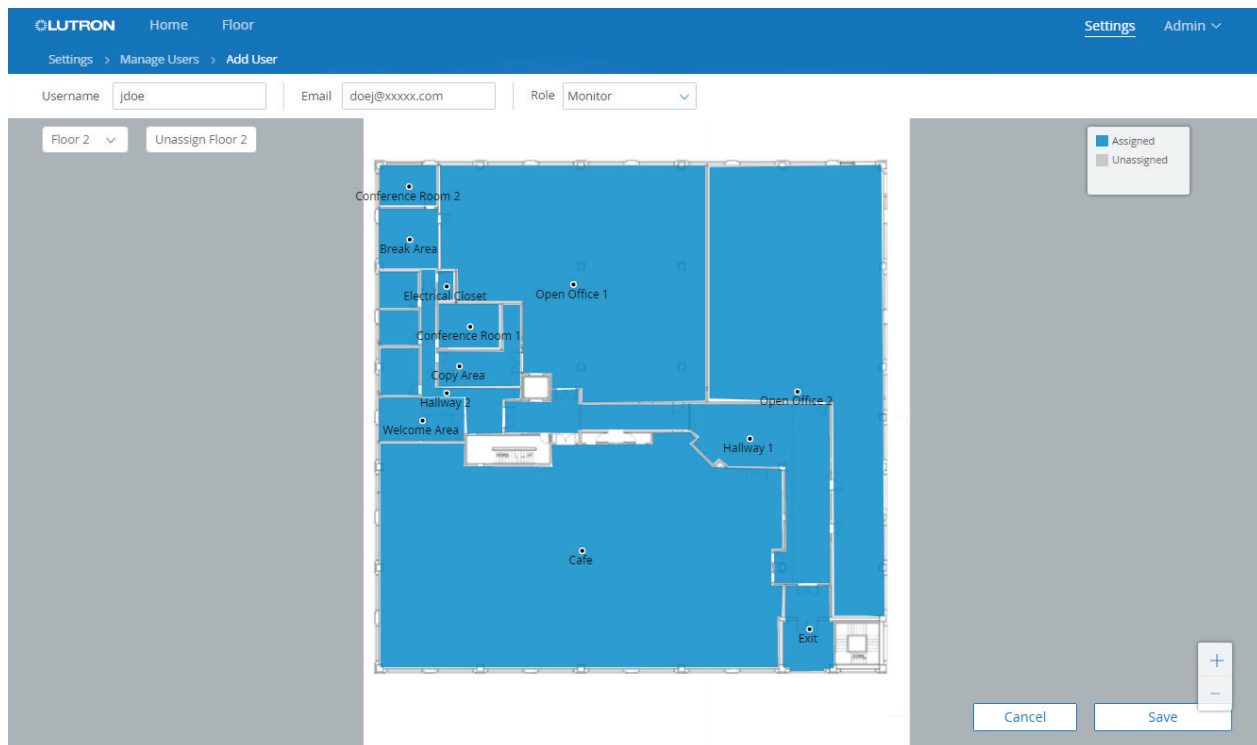 LUTRON Home Floor Settings Admin
Settings > Manage Users > Add User
Username jdoe Email doej@xxxxx.com Role Monitor
Floor 2 Unassign Floor 2
Assigned
Unassigned
Conference Room 2
Break Area
Electrical Closet
Open Office 1
Conference Room 1
Copy Area
Hallway 2
Open Office 2
Welcome Area
Hallway 1
Cafe
Exit
+
−
Cancel Save